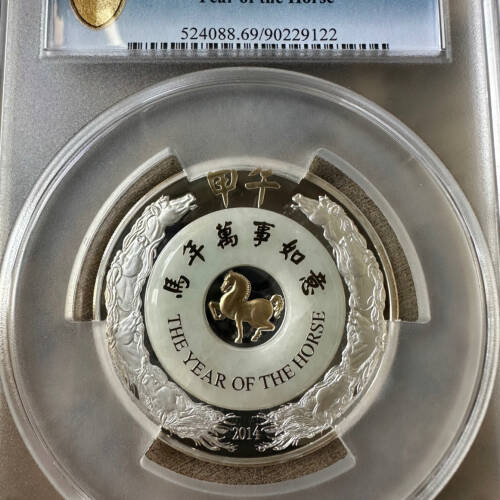 Year of the Horse
524088.69/90229122
甲午
馬年萬事如意
THE YEAR OF THE HORSE
2014